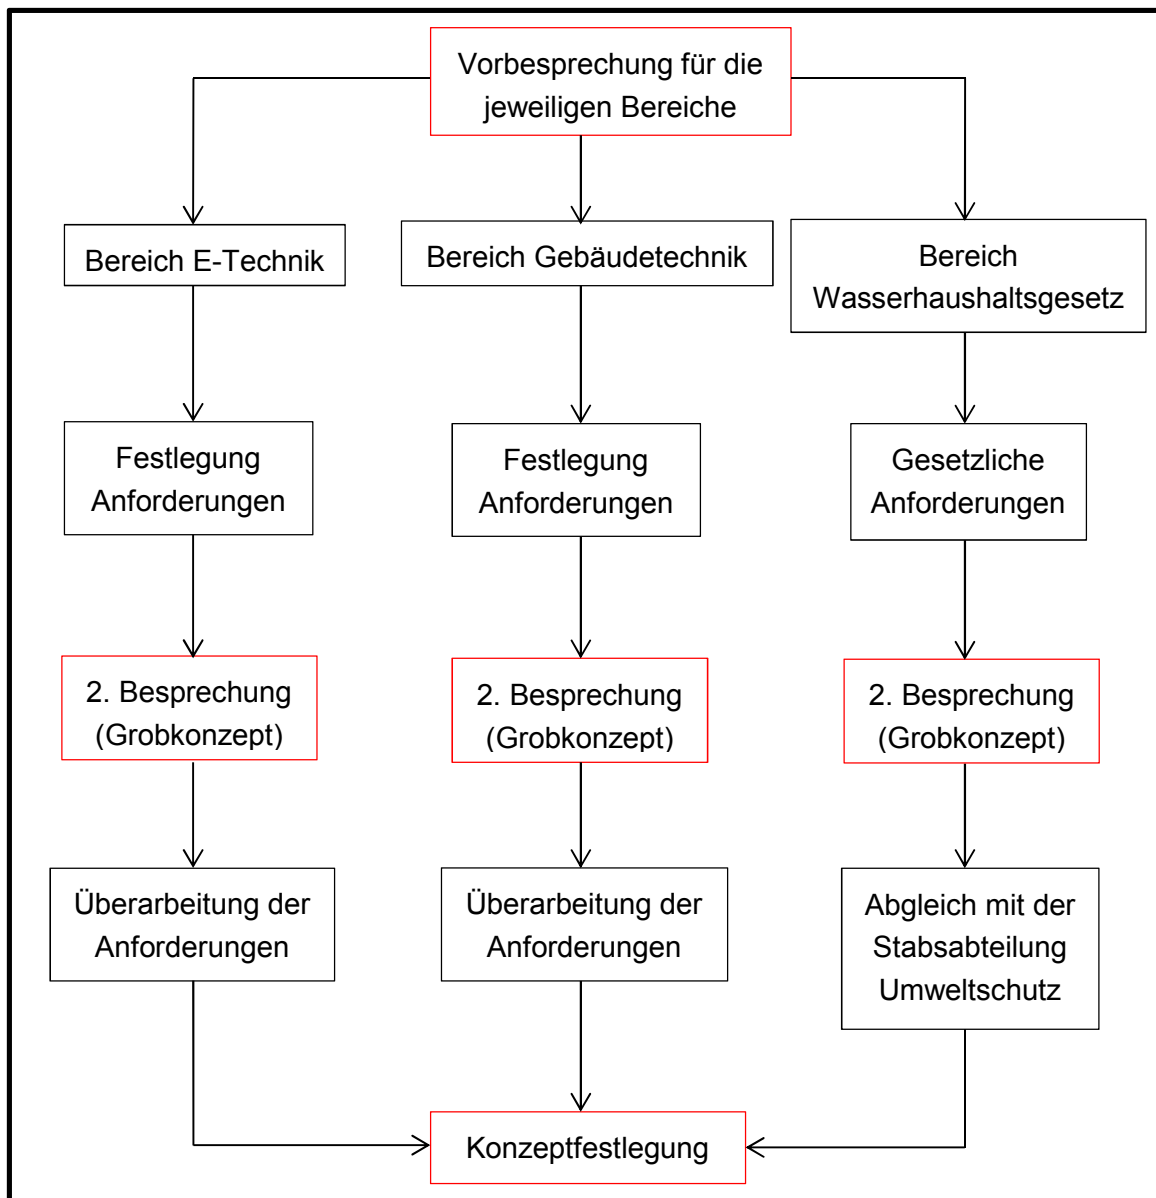 Vorbesprechung für die
jeweiligen Bereiche
Bereich E-Technik
Bereich Gebäudetechnik
Bereich
Wasserhaushaltsgesetz
Festlegung
Anforderungen
Festlegung
Anforderungen
Gesetzliche
Anforderungen
2. Besprechung
(Grobkonzept)
2. Besprechung
(Grobkonzept)
2. Besprechung
(Grobkonzept)
Überarbeitung der
Anforderungen
Überarbeitung der
Anforderungen
Abgleich mit der
Stabsabteilung
Umweltschutz
Konzeptfestlegung